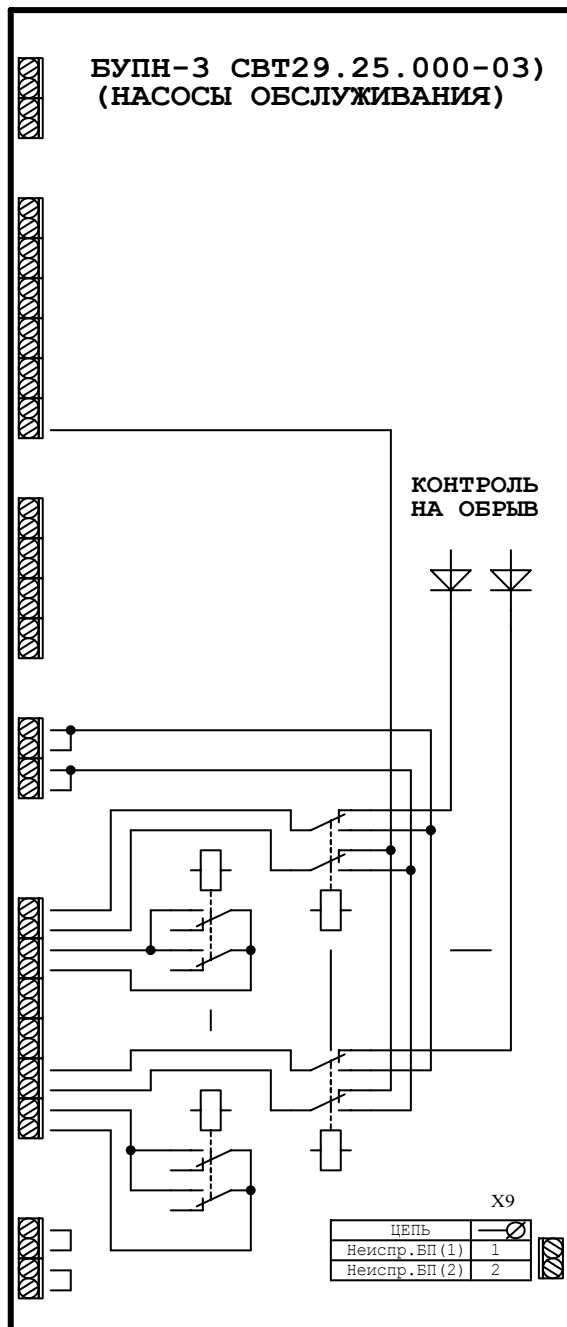 БУПН-3 СВТ29.25.000-03)
(НАСОСЫ ОБСЛУЖИВАНИЯ)
КОНТРОЛЬ
НА ОБРЫВ
X9
ЦЕПЬ
Неиспр.БП(1) 1
Неиспр.БП(2) 2